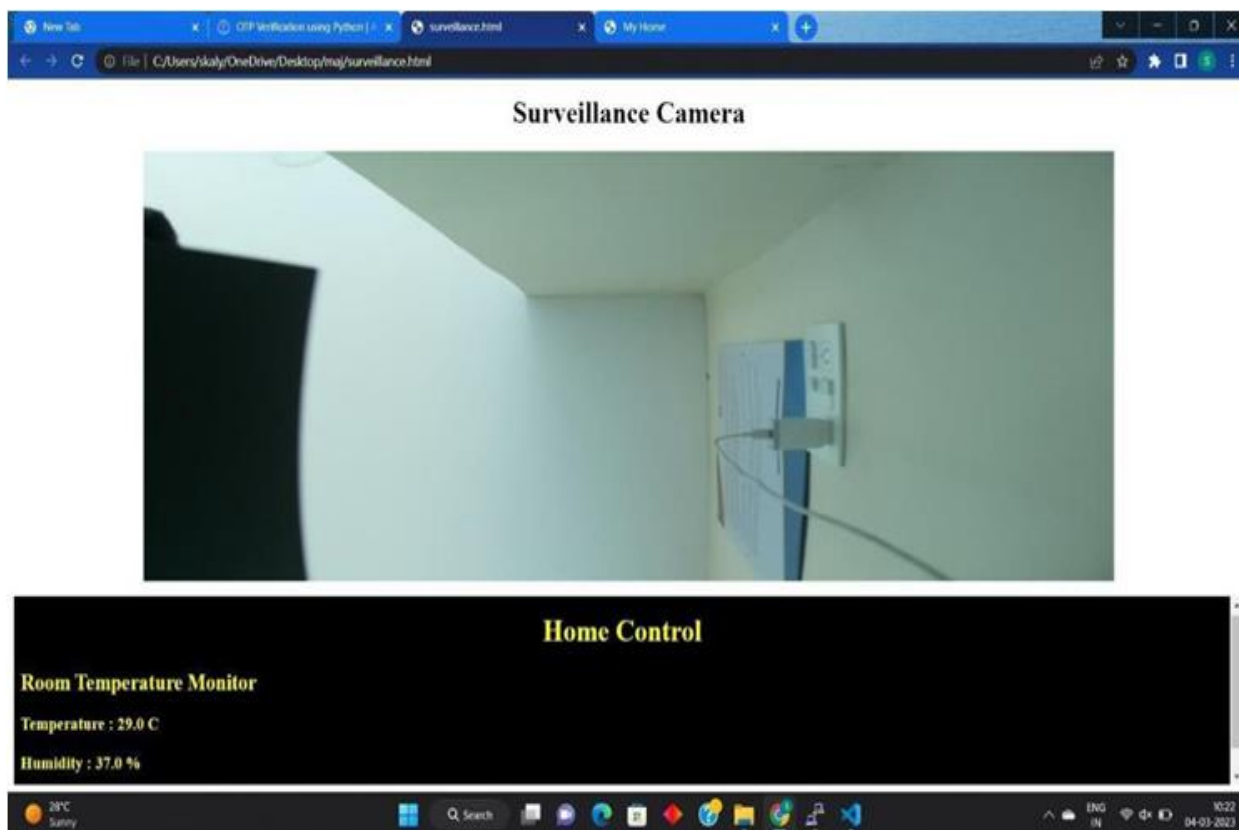 New Tab
OTP Verification using Python |
surveillance.html
My Home
File | C:/Users/skaly/OneDrive/Desktop/maj/surveillance.html
S
Surveillance Camera
Home Control
Room Temperature Monitor
Temperature : 29.0 C
Humidity : 37.0 %
28°C
Sunny
Search
ENG
IN
10:22
04-03-2023